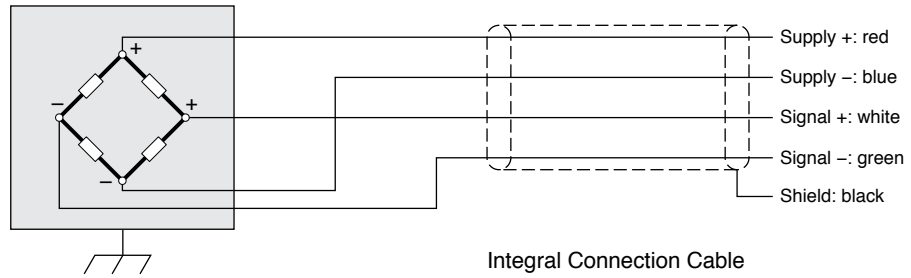 +
Supply +: red
Supply −: blue
−
+
Signal +: white
Signal −: green
−
Shield: black
Integral Connection Cable